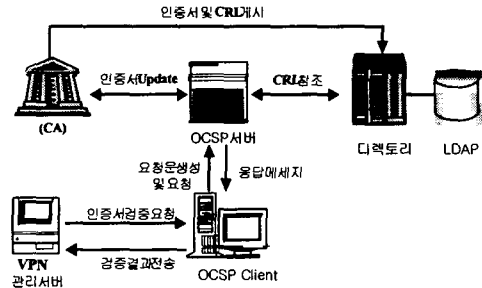 인증서및CRL게시
인증서Update
CRL참조
(CA)
OCSP서버
디렉토리
LDAP
요청문생성
및요청
응답메세지
인증서검증요청
검증결과전송
VPN
관리서버
OCSP Client